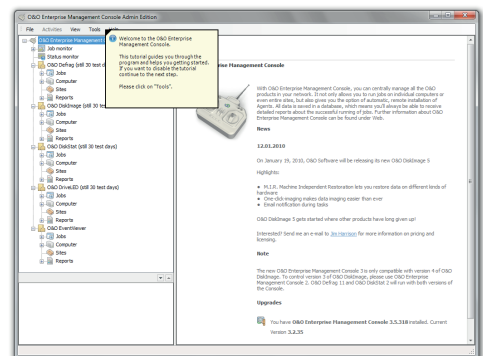 O&O Enterprise Management Console Admin Edition
File Activities View Tools Help
O&O Enterprise Management Console
Job monitor
Status monitor
O&O Defrag (still 30 test d
Jobs
Computer
Sites
Reports
O&O DiskImage (still 30 test
Jobs
Computer
Sites
Reports
O&O DiskStat (still 30 test days)
Jobs
Computer
Sites
Reports
O&O DriveLED (still 30 test days)
Jobs
Computer
Sites
Reports
O&O EventViewer
Jobs
Computer
Sites
Reports
Welcome to the O&O Enterprise
Management Console.
This tutorial guides you through the
program and helps you getting started.
If you want to disable the tutorial
continue to the next step.
Please click on "Tools".
rise Management Console
With O&O Enterprise Management Console, you can centrally manage all the O&O
products in your network. It not only allows you to run jobs on individual computers or
even entire sites, but also gives you the option of automatic, remote installation of
Agents. All data is saved in a database, which means you'll always be able to receive
detailed reports about the successful running of jobs. Further information about O&O
Enterprise Management Console can be found under Web.
News
12.01.2010
On January 19, 2010, O&O Software will be releasing its new O&O DiskImage 5
Highlights:
M.I.R. Machine Independent Restoration lets you restore data on different kinds of
hardware
One-click-imaging makes data imaging easier than ever
Email notification during tasks
O&O DiskImage 5 gets started where other products have long given up!
Interested? Send me an e-mail to Jim Harrison for more information on pricing and
licensing.
Note
The new O&O Enterprise Management Console 3 is only compatible with version 4 of O&O
DiskImage. To control version 3 of O&O DiskImage, please use O&O Enterprise
Management Console 2. O&O Defrag 11 and O&O DiskStat 2 will run with both versions of
the Console.
Upgrades
You have O&O Enterprise Management Console 3.5.318 installed. Current
Version 3.2.35